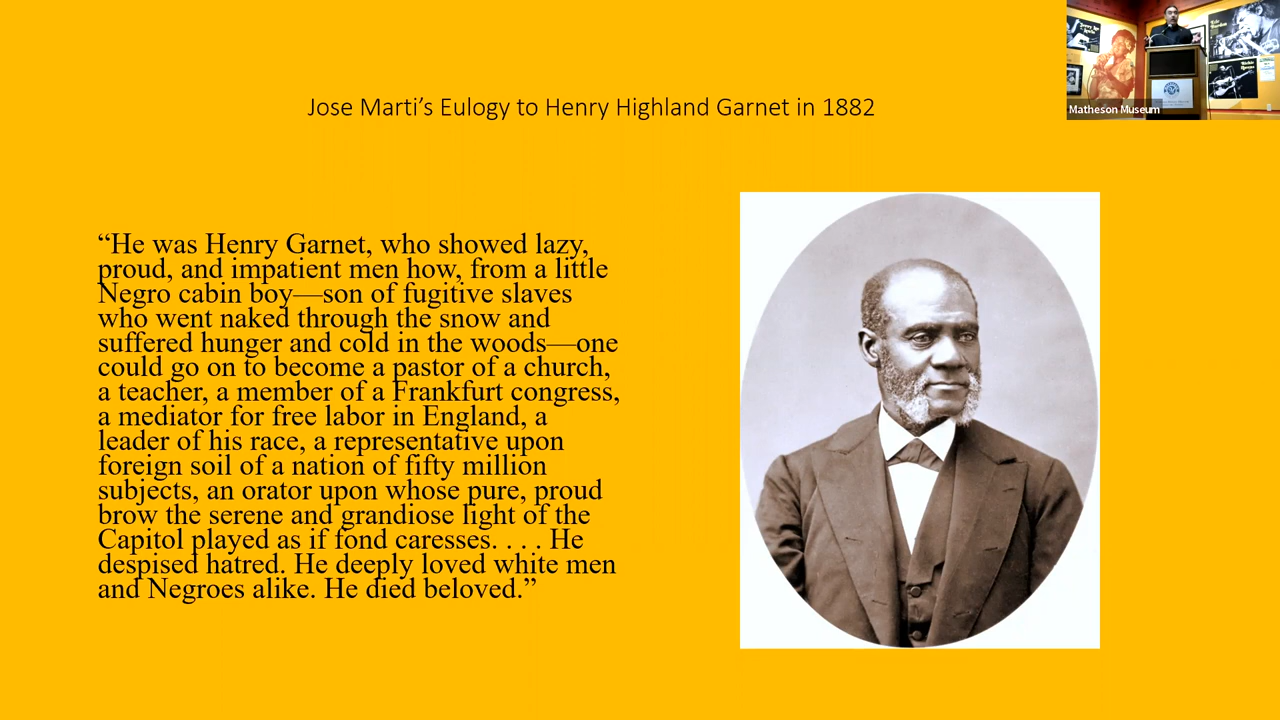 Jose Marti’s Eulogy to Henry Highland Garnet in 1882
Matheson Museum
“He was Henry Garnet, who showed lazy,
proud, and impatient men how, from a little
Negro cabin boy—son of fugitive slaves
who went naked through the snow and
suffered hunger and cold in the woods—one
could go on to become a pastor of a church,
a teacher, a member of a Frankfurt congress,
a mediator for free labor in England, a
leader of his race, a representative upon
foreign soil of a nation of fifty million
subjects, an orator upon whose pure, proud
brow the serene and grandiose light of the
Capitol played as if fond caresses. . . . He
despised hatred. He deeply loved white men
and Negroes alike. He died beloved.”